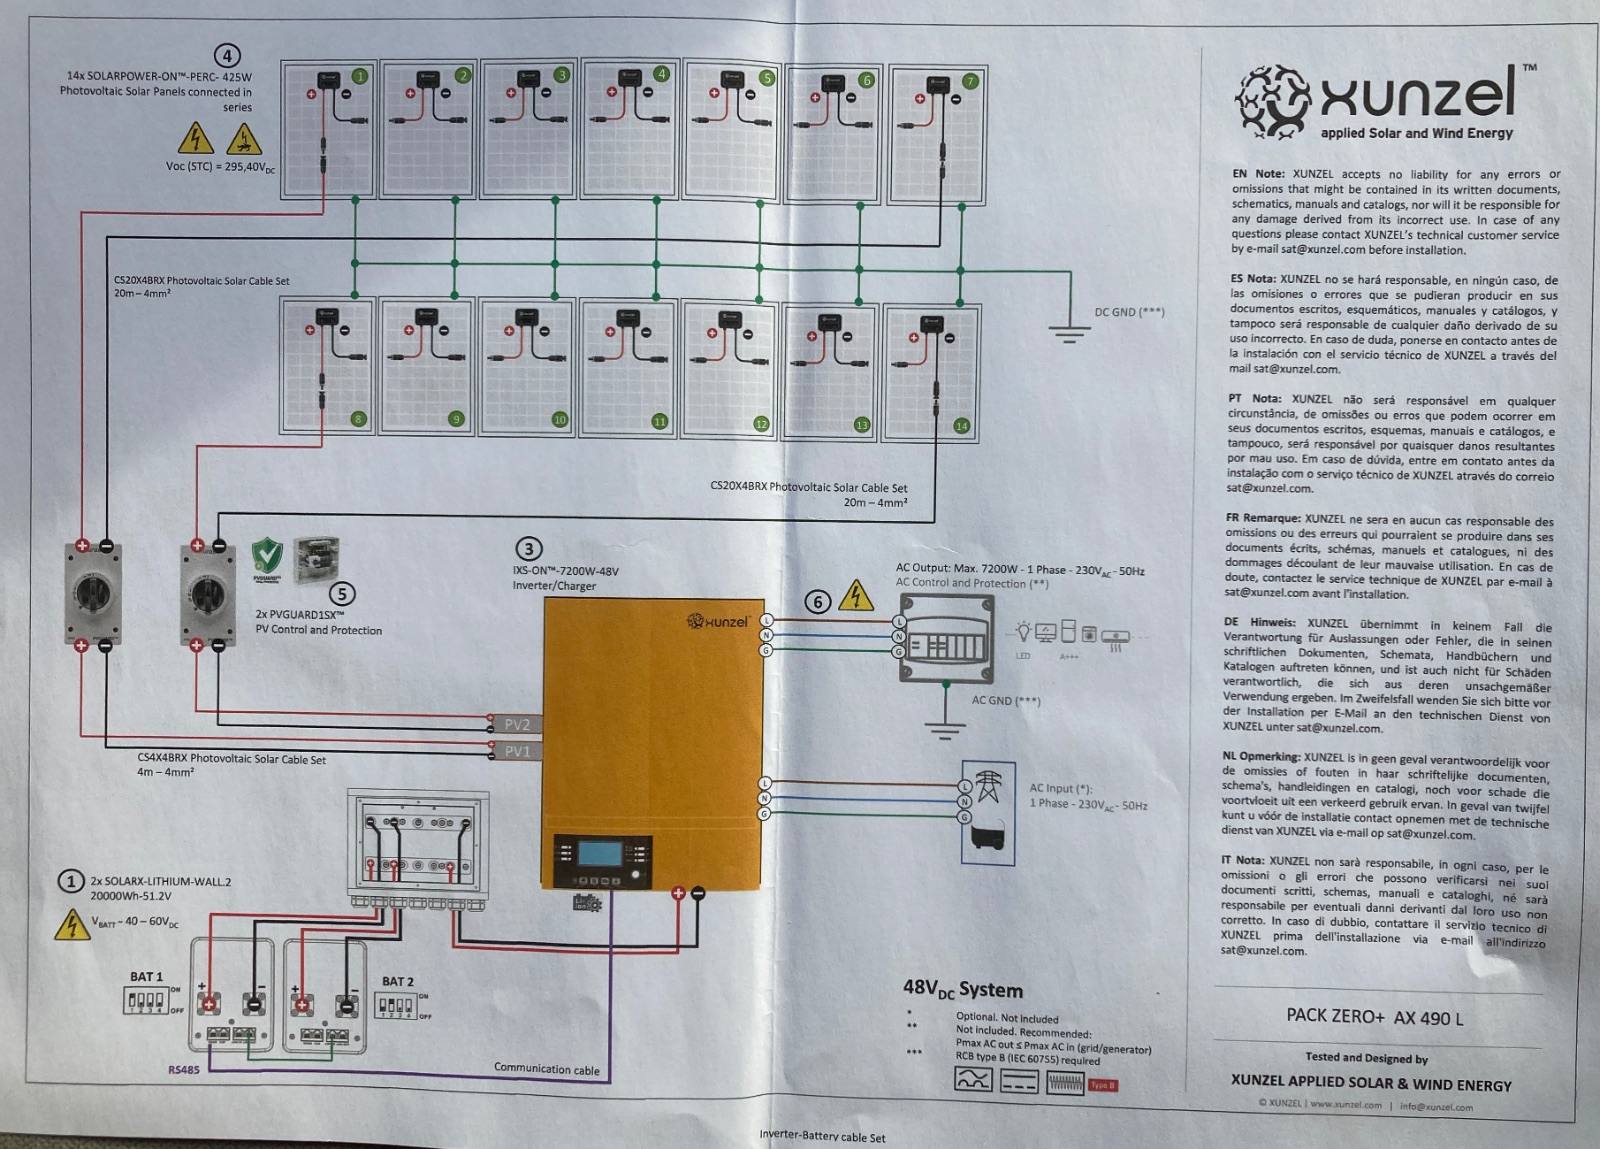 4
14x SOLARPOWER-ON™-PERC- 425W
Photovoltaic Solar Panels connected in
series
Voc (STC) = 295,40VDC
1
2
3
4
5
6
7
CS20X4BRX Photovoltaic Solar Cable Set
20m – 4mm²
DC GND (***)
8
9
10
11
12
13
14
CS20X4BRX Photovoltaic Solar Cable Set
20m – 4mm²
PVGUARD
5
2x PVGUARD1SX™
PV Control and Protection
3
IXS-ON™-7200W-48V
Inverter/Charger
xunzel
PV2
PV1
CS4X4BRX Photovoltaic Solar Cable Set
4m – 4mm²
6
AC Output: Max. 7200W - 1 Phase - 230VAC - 50Hz
AC Control and Protection (**)
L
N
G
L
N
G
LED
A+++
AC GND (***)
L
N
G
L
N
G
AC Input (*):
1 Phase - 230VAC- 50Hz
1
2x SOLARX-LITHIUM-WALL.2
20000Wh-51.2V
VBATT ~ 40 – 60VDC
Li-ion
BAT 1
ON
1 2 3 4
OFF
BAT 2
ON
1 2 3 4
OFF
RS485
Communication cable
48VDC System
* Optional. Not Included
** Not included. Recommended:
Pmax AC out ≤ Pmax AC in (grid/generator)
*** RCB type B (IEC 60755) required
Type B
Inverter-Battery cable Set
xunzel™
applied Solar and Wind Energy
EN Note: XUNZEL accepts no liability for any errors or
omissions that might be contained in its written documents,
schematics, manuals and catalogs, nor will it be responsible for
any damage derived from its incorrect use. In case of any
questions please contact XUNZEL's technical customer service
by e-mail sat@xunzel.com before installation.
ES Nota: XUNZEL no se hará responsable, en ningún caso, de
las omisiones o errores que se pudieran producir en sus
documentos escritos, esquemáticos, manuales y catálogos, y
tampoco será responsable de cualquier daño derivado de su
uso incorrecto. En caso de duda, ponerse en contacto antes de
la instalación con el servicio técnico de XUNZEL a través del
mail sat@xunzel.com.
PT Nota: XUNZEL não será responsável, em qualquer
circunstância, de omissões ou erros que podem ocorrer em
seus documentos escritos, esquemas, manuais e catálogos, e
tampouco, será responsável por quaisquer danos resultantes
por mau uso. Em caso de dúvida, entre em contato antes da
instalação com o serviço técnico de XUNZEL através do correio
sat@xunzel.com.
FR Remarque: XUNZEL ne sera en aucun cas responsable des
omissions ou des erreurs qui pourraient se produire dans ses
documents écrits, schémas, manuels et catalogues, ni des
dommages découlant de leur mauvaise utilisation. En cas de
doute, contactez le service technique de XUNZEL par e-mail à
sat@xunzel.com avant l'installation.
DE Hinweis: XUNZEL übernimmt in keinem Fall die
Verantwortung für Auslassungen oder Fehler, die in seinen
schriftlichen Dokumenten, Schemata, Handbüchern und
Katalogen auftreten können, und ist auch nicht für Schäden
verantwortlich, die sich aus deren unsachgemäßer
Verwendung ergeben. Im Zweifelsfall wenden Sie sich bitte vor
der Installation per E-Mail an den technischen Dienst von
XUNZEL unter sat@xunzel.com.
NL Opmerking: XUNZEL is in geen geval verantwoordelijk voor
de omissies of fouten in haar schriftelijke documenten,
schema's, handleidingen en catalogi, noch voor schade die
voortvloeit uit een verkeerd gebruik ervan. In geval van twijfel
kunt u vóór de installatie contact opnemen met de technische
dienst van XUNZEL via e-mail op sat@xunzel.com.
IT Nota: XUNZEL non sarà responsabile, in ogni caso, per le
omissioni o gli errori che possono verificarsi nei suoi
documenti scritti, schemas, manuali e cataloghi, né sarà
responsabile per eventuali danni derivanti dal loro uso non
corretto. In caso di dubbio, contattare il servizio tecnico di
XUNZEL prima dell'installazione via e-mail all'indirizzo
sat@xunzel.com.
PACK ZERO+ AX 490 L
Tested and Designed by
XUNZEL APPLIED SOLAR & WIND ENERGY
© XUNZEL | www.xunzel.com | info@xunzel.com